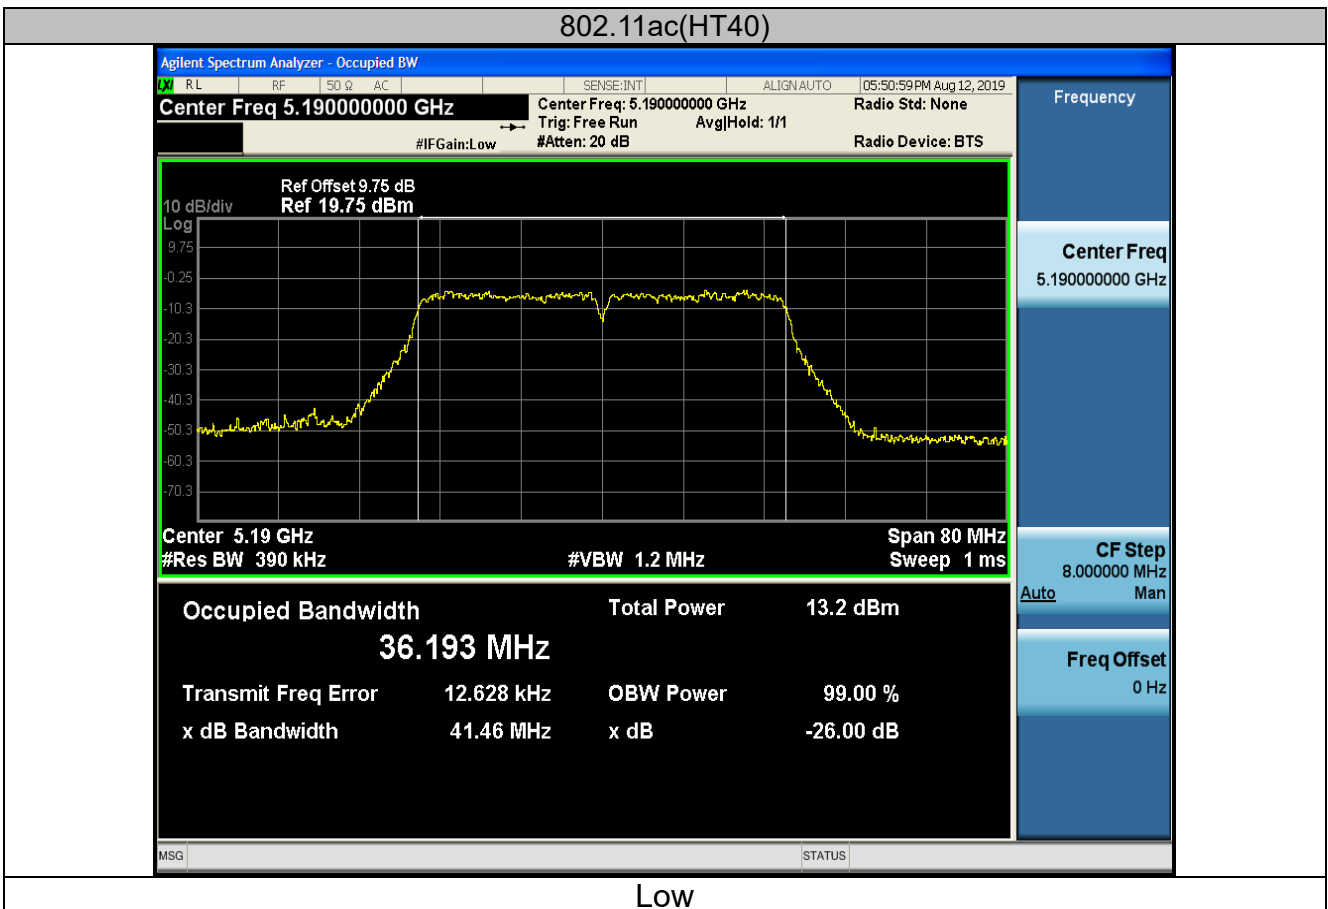 802.11ac(HT40)
Agilent Spectrum Analyzer - Occupied BW
LXI RL RF 50 Ω AC SENSE:INT ALIGN AUTO 05:50:59 PM Aug 12, 2019
Center Freq 5.190000000 GHz Center Freq: 5.190000000 GHz Radio Std: None
Trig: Free Run Avg|Hold: 1/1
#IFGain:Low #Atten: 20 dB Radio Device: BTS
Frequency
Ref Offset 9.75 dB
10 dB/div Ref 19.75 dBm
Log
9.75
-0.25
-10.3
-20.3
-30.3
-40.3
-50.3
-60.3
-70.3
Center 5.19 GHz Span 80 MHz
#Res BW 390 kHz #VBW 1.2 MHz Sweep 1 ms
Center Freq
5.190000000 GHz
CF Step
8.000000 MHz
Auto Man
Freq Offset
0 Hz
Occupied Bandwidth Total Power 13.2 dBm
36.193 MHz
Transmit Freq Error 12.628 kHz OBW Power 99.00 %
x dB Bandwidth 41.46 MHz x dB -26.00 dB
MSG STATUS
Low